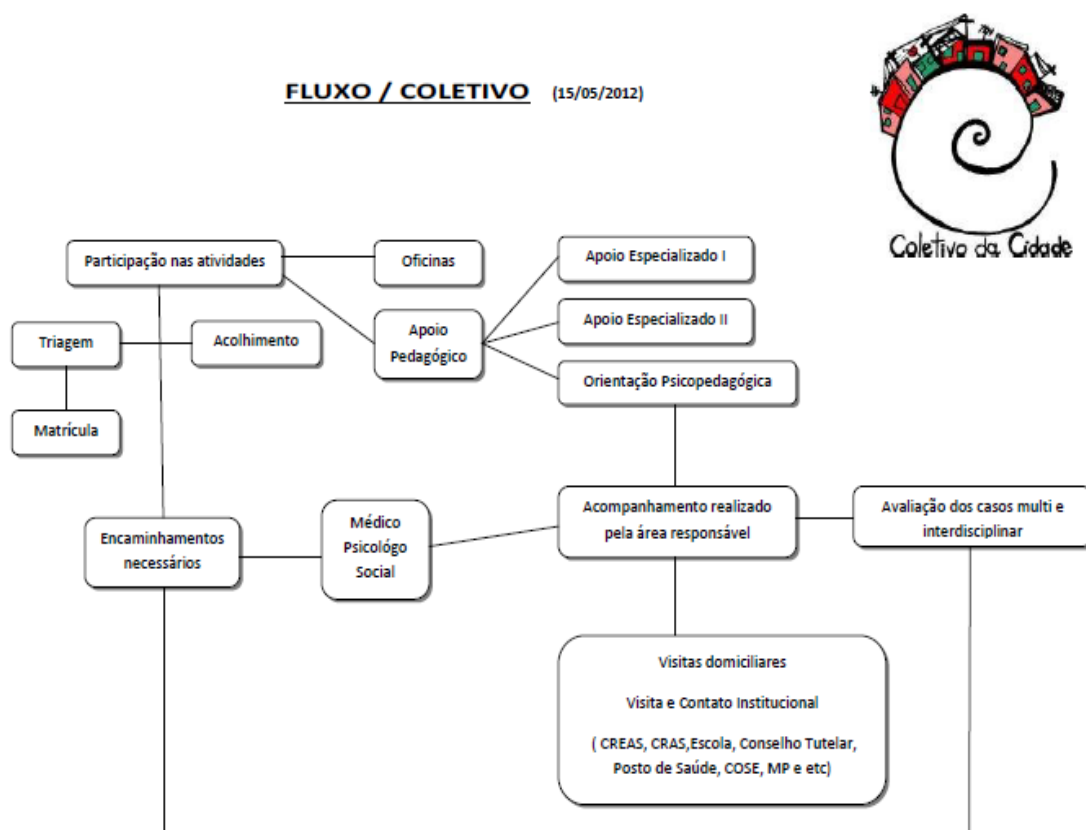 FLUXO / COLETIVO (15/05/2012)
Coletivo da Cidade
Participação nas atividades
Oficinas
Apoio Especializado I
Apoio Especializado II
Apoio
Pedagógico
Triagem
Acolhimento
Orientação Psicopedagógica
Matrícula
Encaminhamentos
necessários
Médico
Psicológo
Social
Acompanhamento realizado
pela área responsável
Avaliação dos casos multi e
interdisciplinar
Visitas domiciliares
Visita e Contato Institucional
( CREAS, CRAS,Escola, Conselho Tutelar,
Posto de Saúde, COSE, MP e etc)